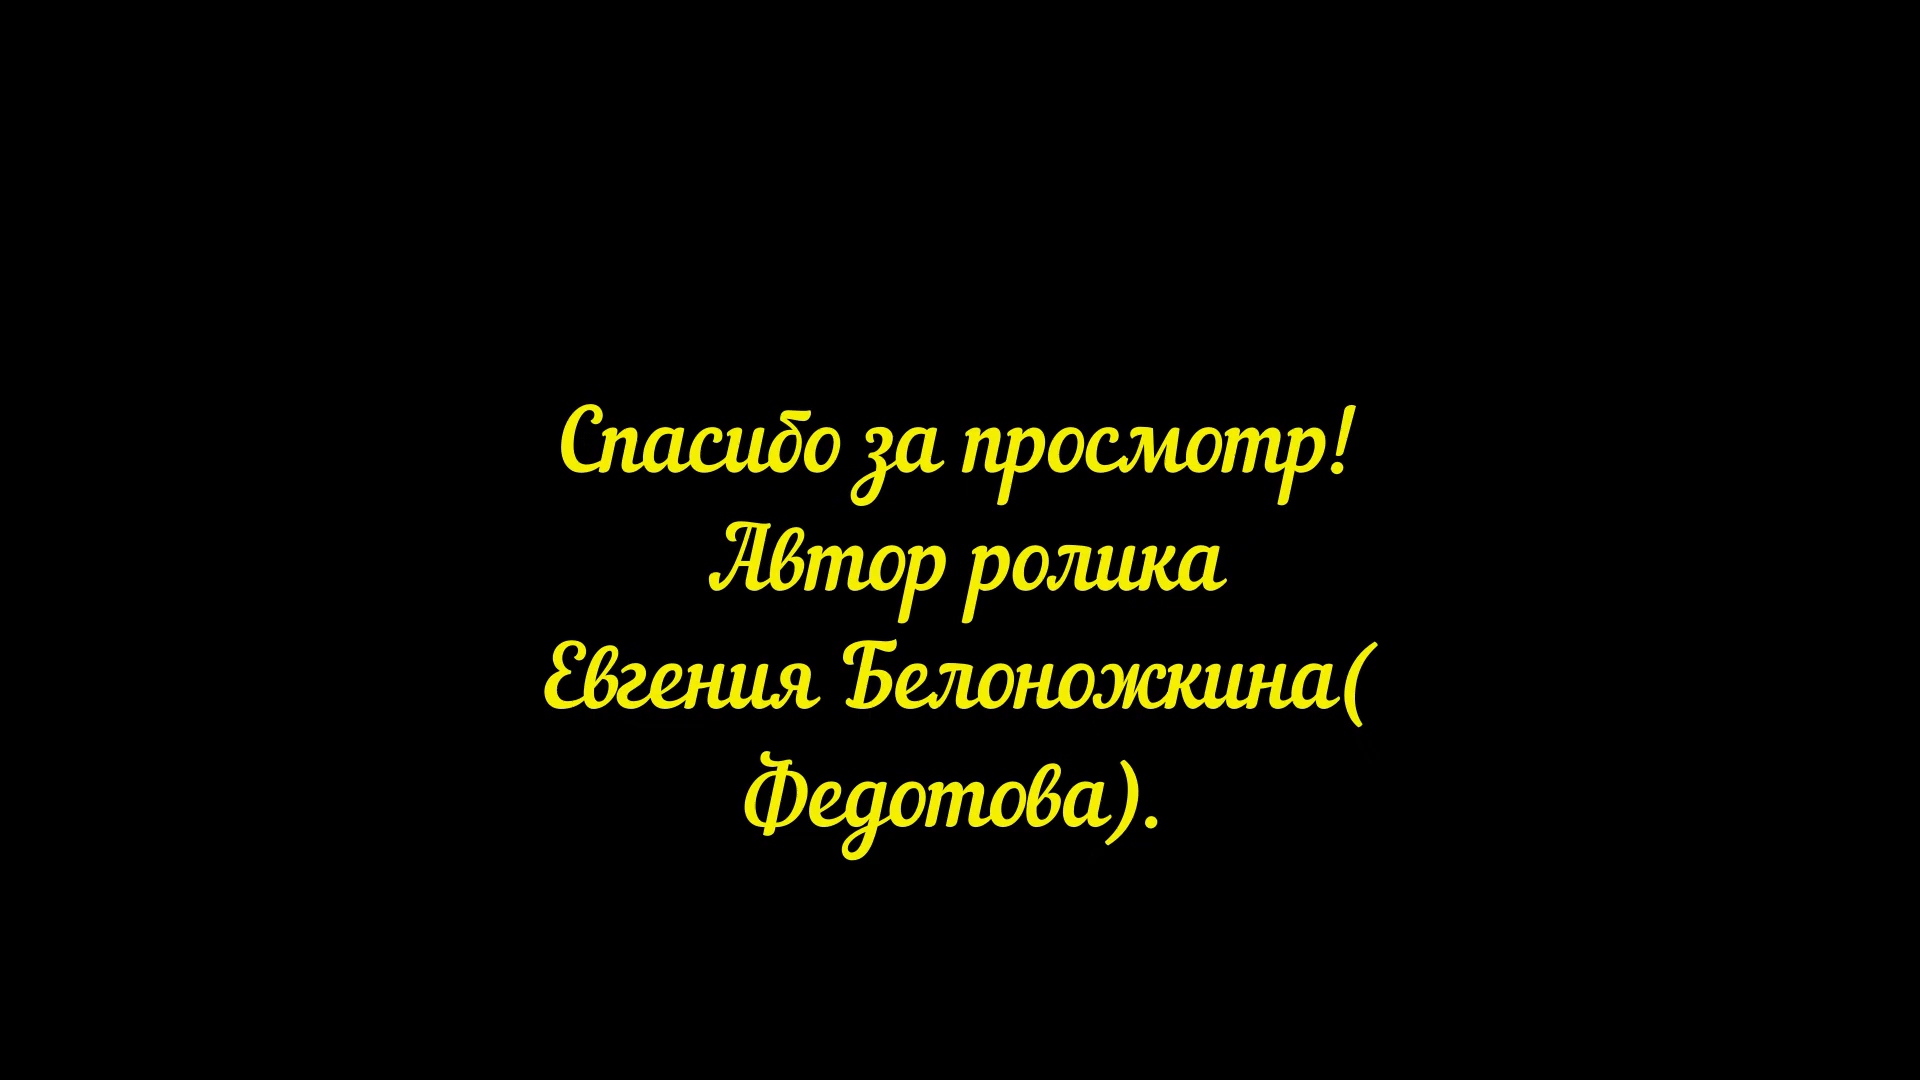 Спасибо за просмотр!
Автор ролика
Евгения Белоножкина(
Федотова).